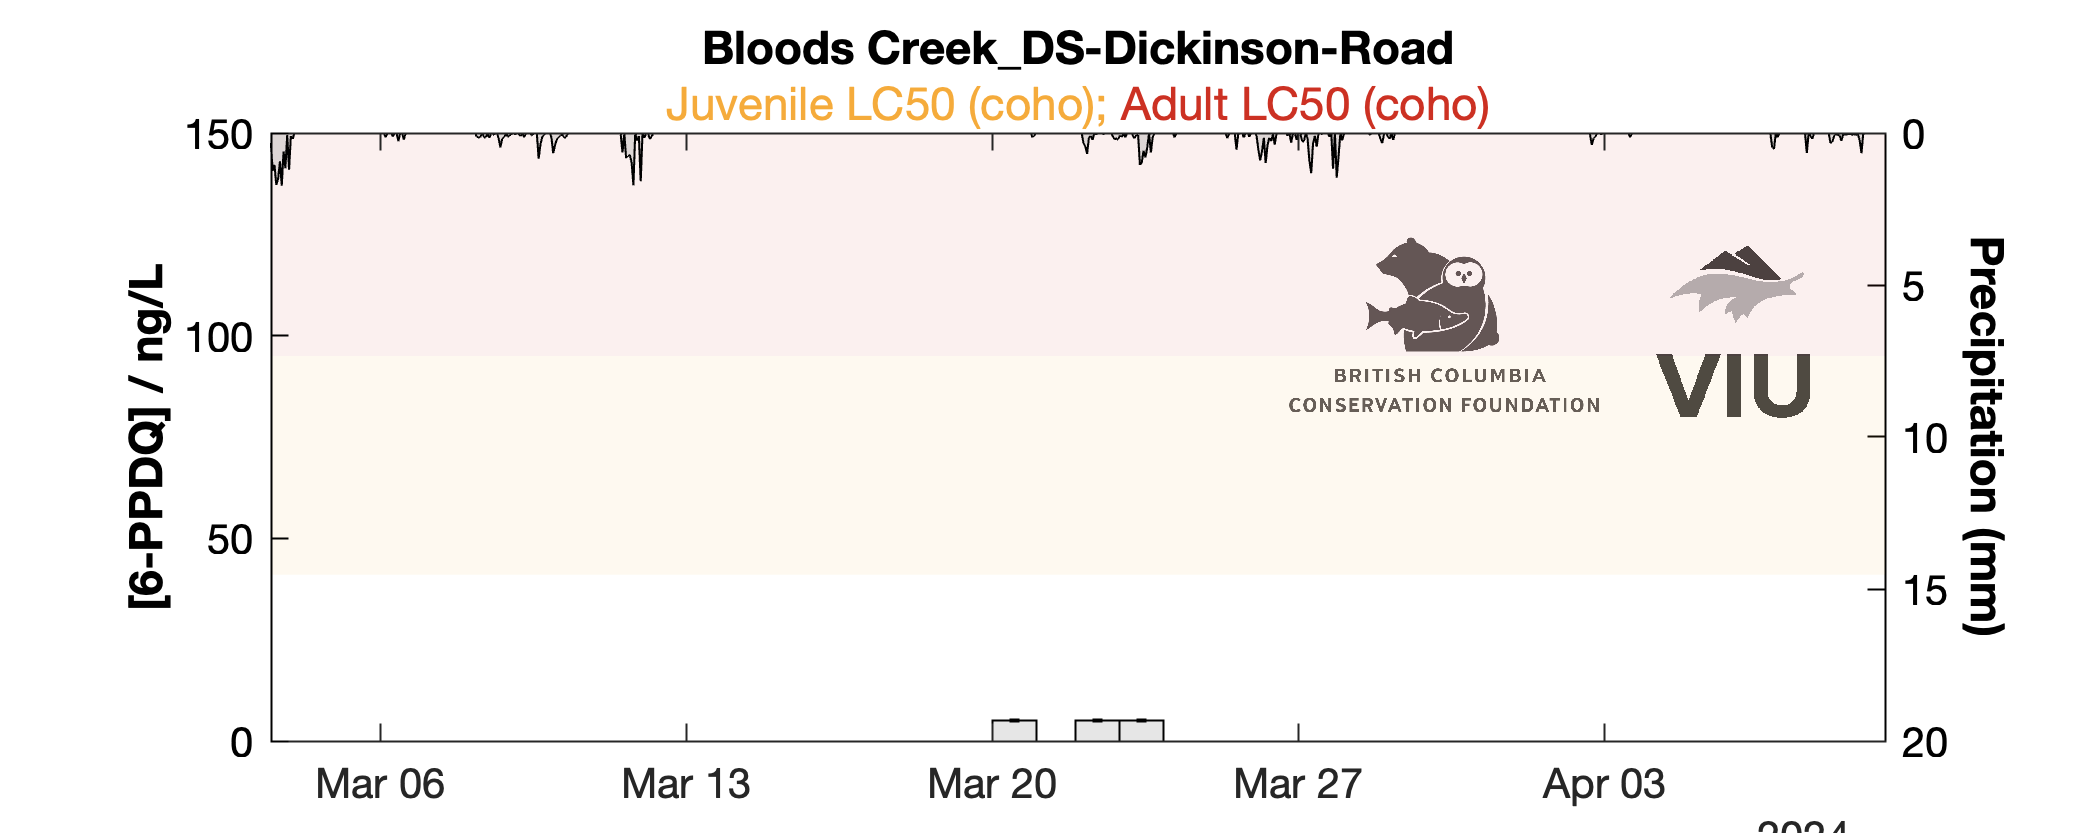 Bloods Creek_DS-Dickinson-Road
Juvenile LC50 (coho); Adult LC50 (coho)
150
100
50
0
[6-PPDQ] / ng/L
0
5
10
15
20
Precipitation (mm)
BRITISH COLUMBIA
CONSERVATION FOUNDATION
VIU
Mar 06
Mar 13
Mar 20
Mar 27
Apr 03
2024